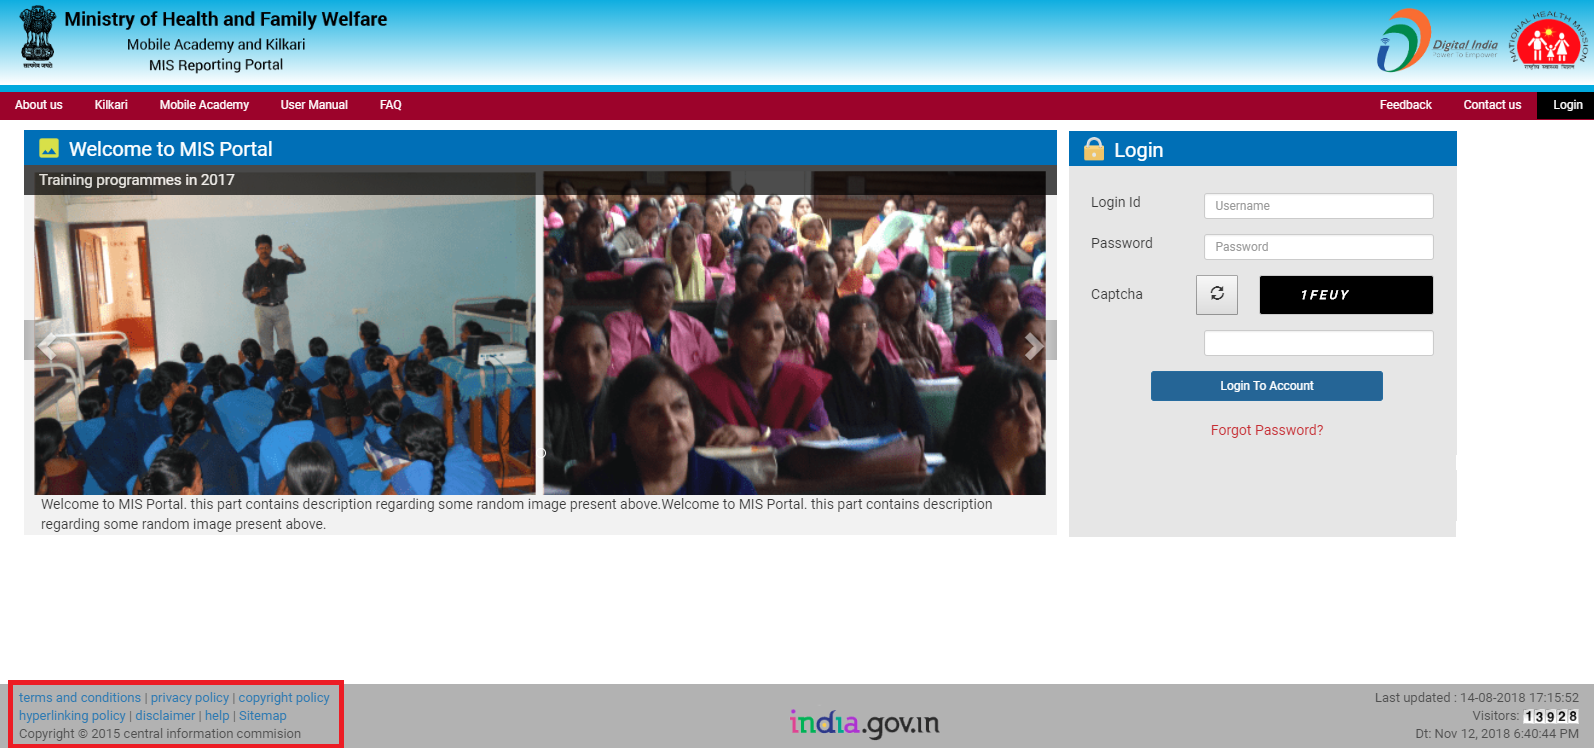 Ministry of Health and Family Welfare
Mobile Academy and Kilkari
MIS Reporting Portal
सत्यमेव जयते
Digital India
Power To Empower
NATIONAL HEALTH MISSION
राष्ट्रीय स्वास्थ्य मिशन
About us
Kilkari
Mobile Academy
User Manual
FAQ
Feedback
Contact us
Login
Welcome to MIS Portal
Training programmes in 2017
Welcome to MIS Portal. this part contains description regarding some random image present above.Welcome to MIS Portal. this part contains description
regarding some random image present above.
Login
Login Id
Username
Password
Password
Captcha
1FEUY
Login To Account
Forgot Password?
terms and conditions | privacy policy | copyright policy
hyperlinking policy | disclaimer | help | Sitemap
Copyright © 2015 central information commision
india.gov.in
Last updated : 14-08-2018 17:15:52
Visitors: 13928
Dt: Nov 12, 2018 6:40:44 PM